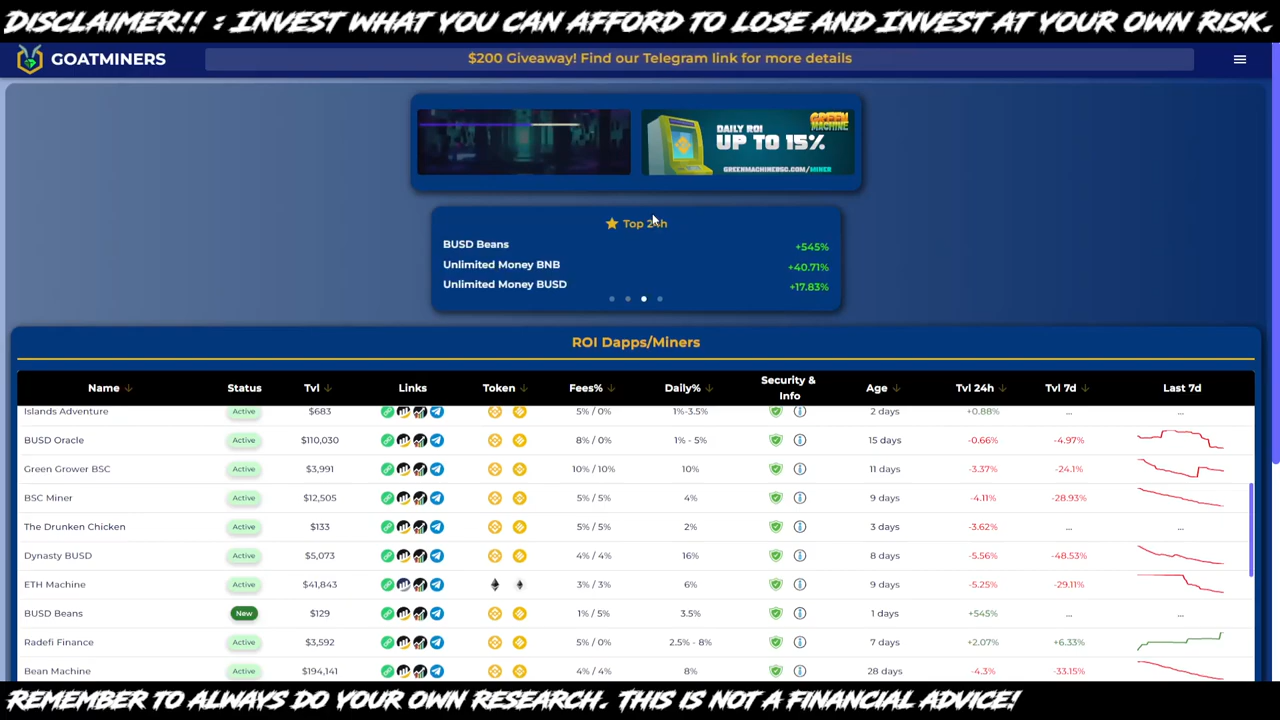 DISCLAIMER!! : INVEST WHAT YOU CAN AFFORD TO LOSE AND INVEST AT YOUR OWN RISK.
GOATMINERS
$200 Giveaway! Find our Telegram link for more details
DAILY ROI
UP TO 15%
GREEN MACHINE
GREENMACHINEBSC.COM/MINER
Top 24h
BUSD Beans +545%
Unlimited Money BNB +40.71%
Unlimited Money BUSD +17.83%
ROI Dapps/Miners
Name Status Tvl Links Token Fees% Daily% Security & Info Age Tvl 24h Tvl 7d Last 7d
Islands Adventure Active $683 5% / 0% 1%-3.5% 2 days +0.88% ... ...
BUSD Oracle Active $110,030 8% / 0% 1% - 5% 15 days -0.66% -4.97%
Green Grower BSC Active $3,991 10% / 10% 10% 11 days -3.37% -24.1%
BSC Miner Active $12,505 5% / 5% 4% 9 days -4.11% -28.93%
The Drunken Chicken Active $133 5% / 5% 2% 3 days -3.62% ... ...
Dynasty BUSD Active $5,073 4% / 4% 16% 8 days -5.56% -48.53%
ETH Machine Active $41,843 3% / 3% 6% 9 days -5.25% -29.11%
BUSD Beans New $129 1% / 5% 3.5% 1 days +545% ... ...
Radefi Finance Active $3,592 5% / 0% 2.5% - 8% 7 days +2.07% +6.33%
Bean Machine Active $194,141 4% / 4% 8% 28 days -4.3% -33.15%
REMEMBER TO ALWAYS DO YOUR OWN RESEARCH. THIS IS NOT A FINANCIAL ADVICE!